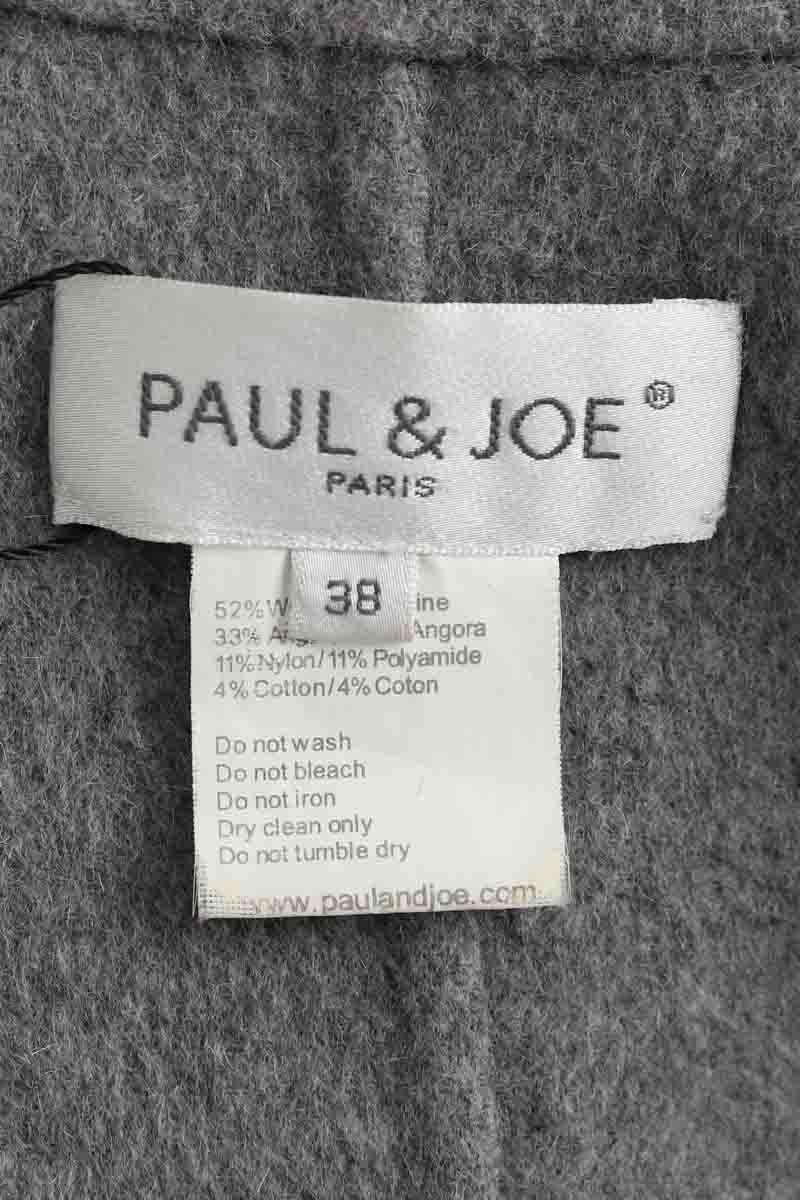 PAUL & JOE ®
PARIS
38
52% W ine
33% Ang Angora
11% Nylon/11% Polyamide
4% Cotton/4% Coton
Do not wash
Do not bleach
Do not iron
Dry clean only
Do not tumble dry
www.paulandjoe.com